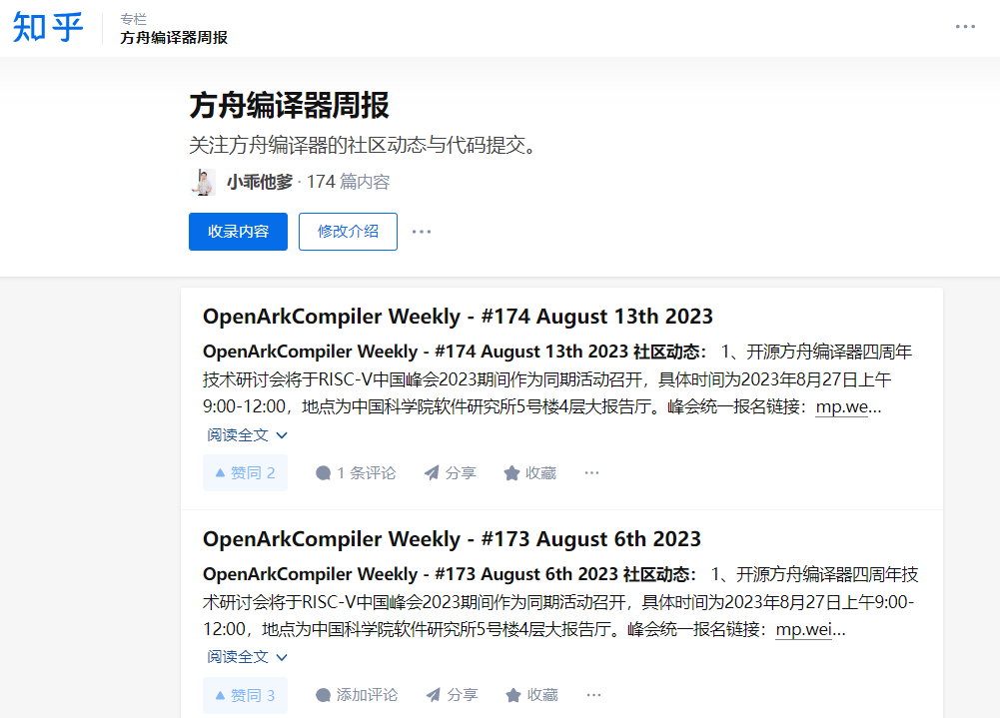 知乎
专栏
方舟编译器周报
方舟编译器周报
关注方舟编译器的社区动态与代码提交。
小乖他爹 · 174 篇内容
收录内容
修改介绍
OpenArkCompiler Weekly - #174 August 13th 2023
OpenArkCompiler Weekly - #174 August 13th 2023 社区动态： 1、开源方舟编译器四周年
技术研讨会将于RISC-V中国峰会2023期间作为同期活动召开，具体时间为2023年8月27日上午
9:00-12:00，地点为中国科学院软件研究所5号楼4层大报告厅。峰会统一报名链接：mp.we...
阅读全文
赞同 2
1 条评论
分享
收藏
OpenArkCompiler Weekly - #173 August 6th 2023
OpenArkCompiler Weekly - #173 August 6th 2023 社区动态： 1、开源方舟编译器四周年技
术研讨会将于RISC-V中国峰会2023期间作为同期活动召开，具体时间为2023年8月27日上午9:00-
12:00，地点为中国科学院软件研究所5号楼4层大报告厅。峰会统一报名链接：mp.wei...
阅读全文
赞同 3
添加评论
分享
收藏